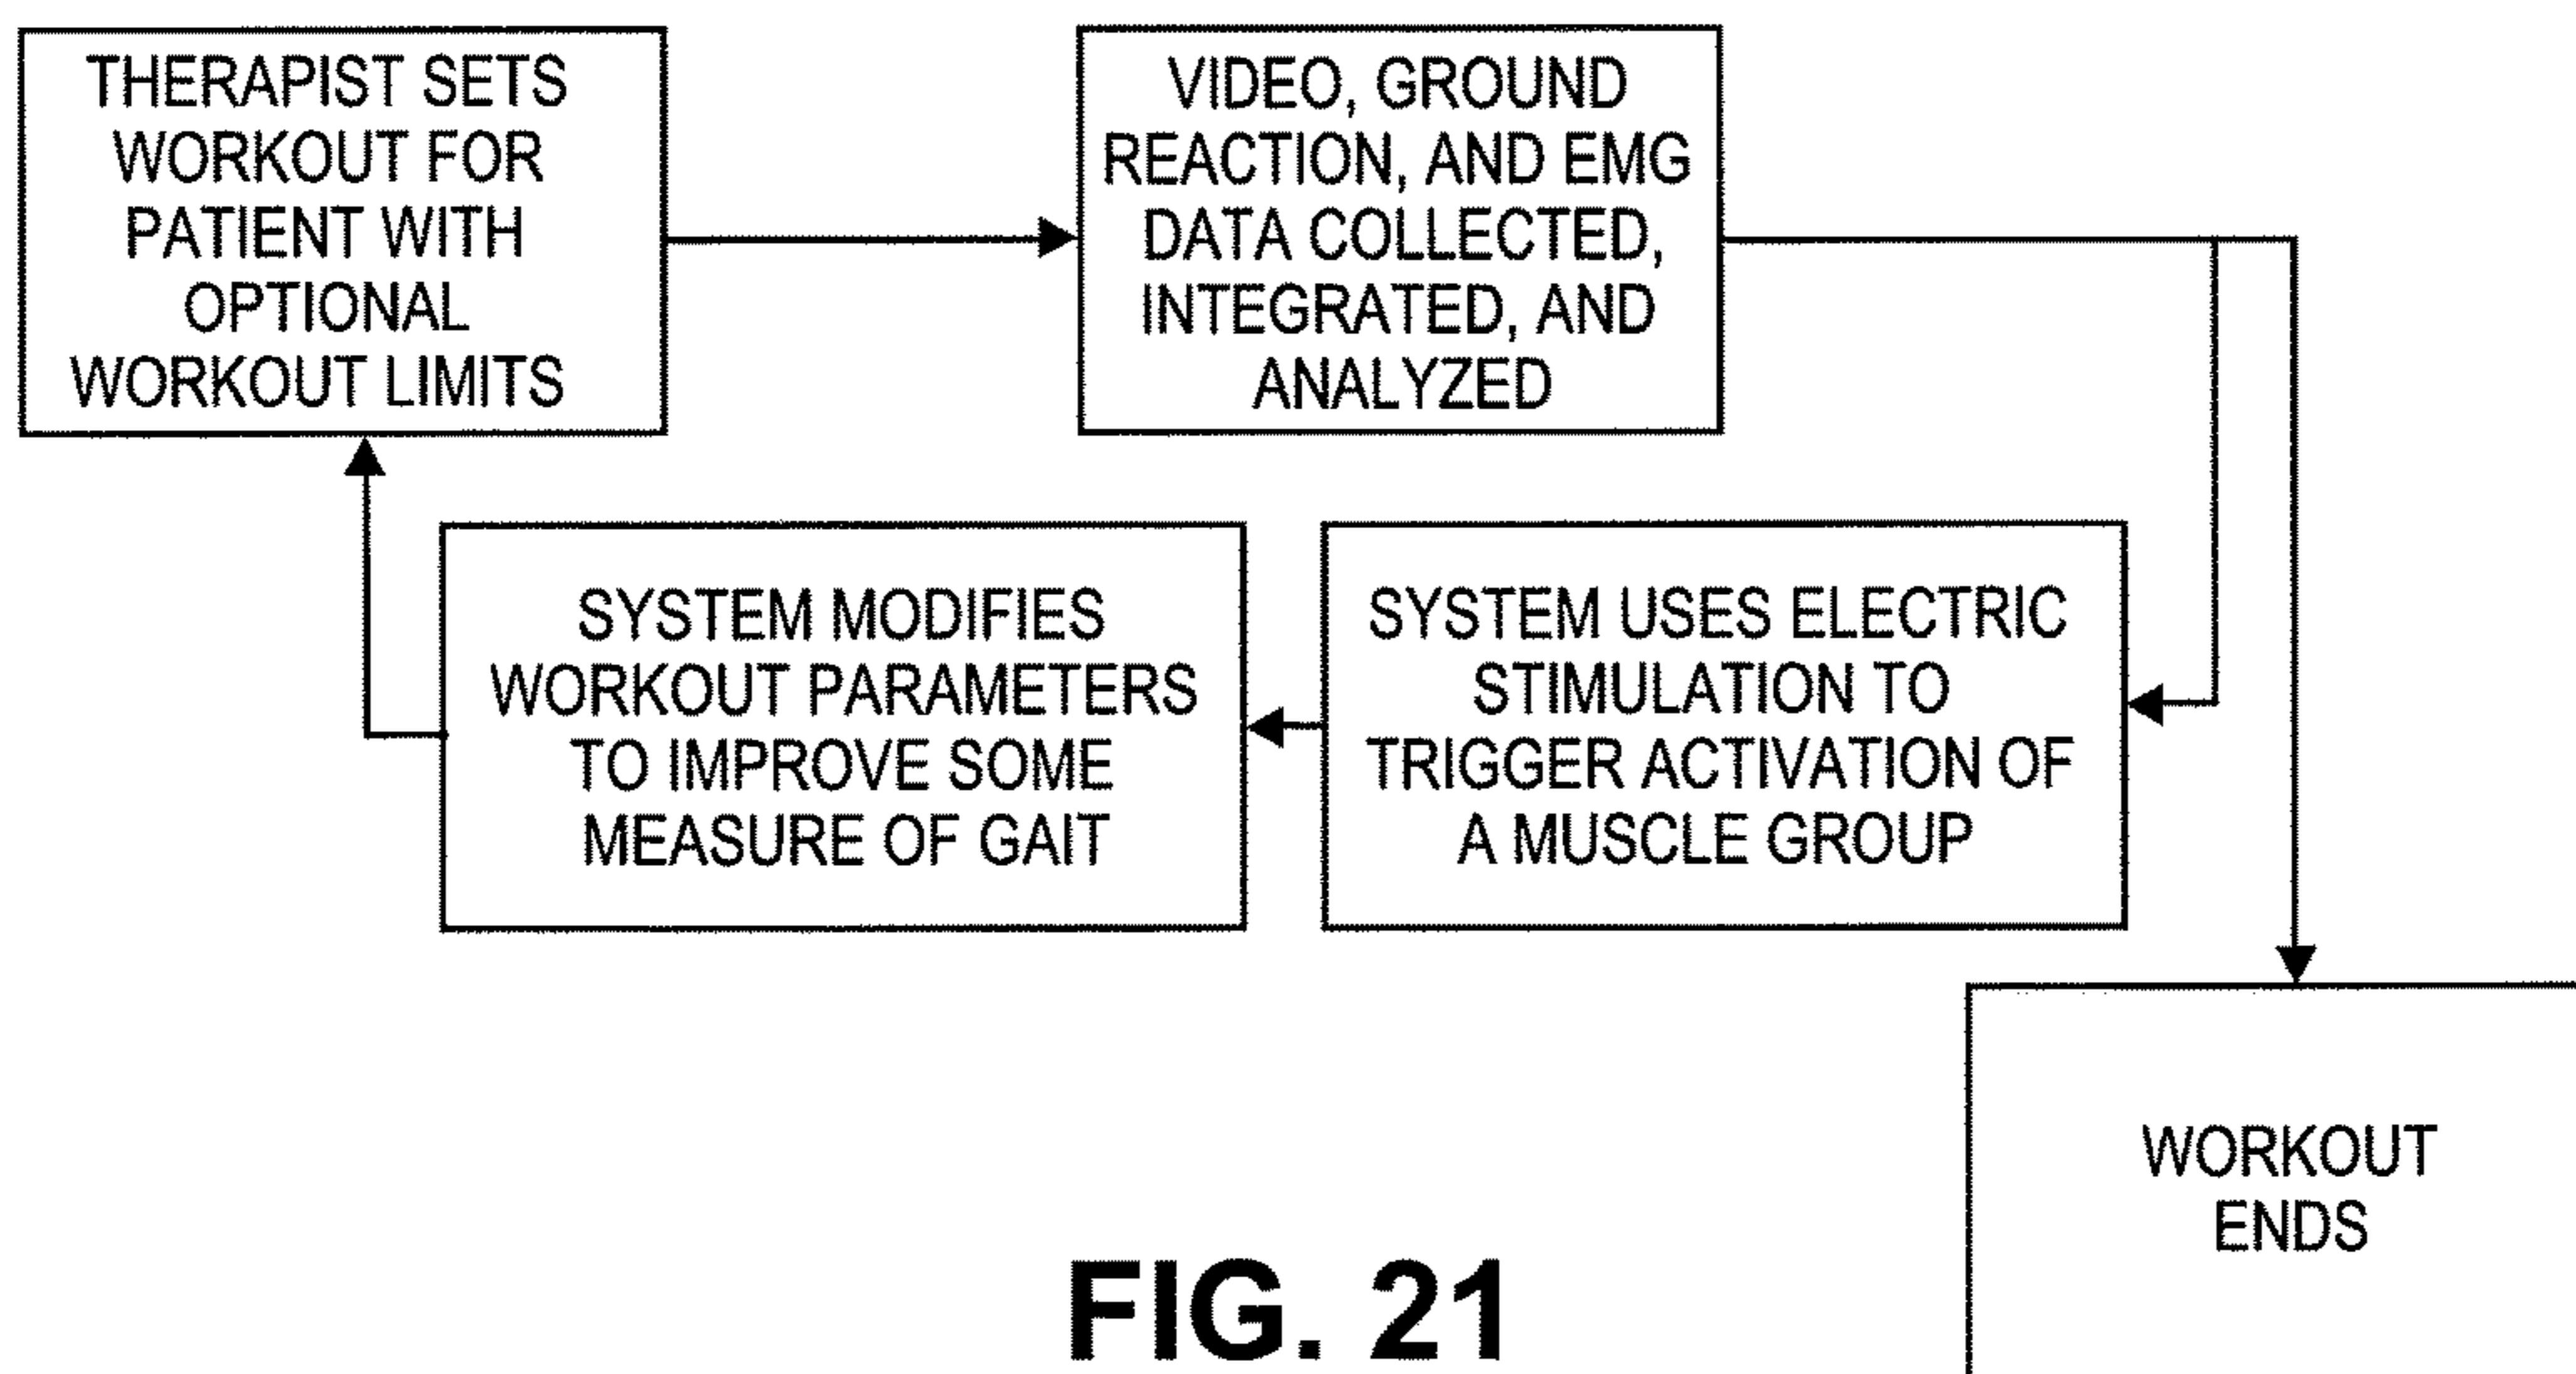 THERAPIST SETS
WORKOUT FOR
PATIENT WITH
OPTIONAL
WORKOUT LIMITS
VIDEO, GROUND
REACTION, AND EMG
DATA COLLECTED,
INTEGRATED, AND
ANALYZED
SYSTEM MODIFIES
WORKOUT PARAMETERS
TO IMPROVE SOME
MEASURE OF GAIT
SYSTEM USES ELECTRIC
STIMULATION TO
TRIGGER ACTIVATION OF
A MUSCLE GROUP
WORKOUT
ENDS
FIG. 21